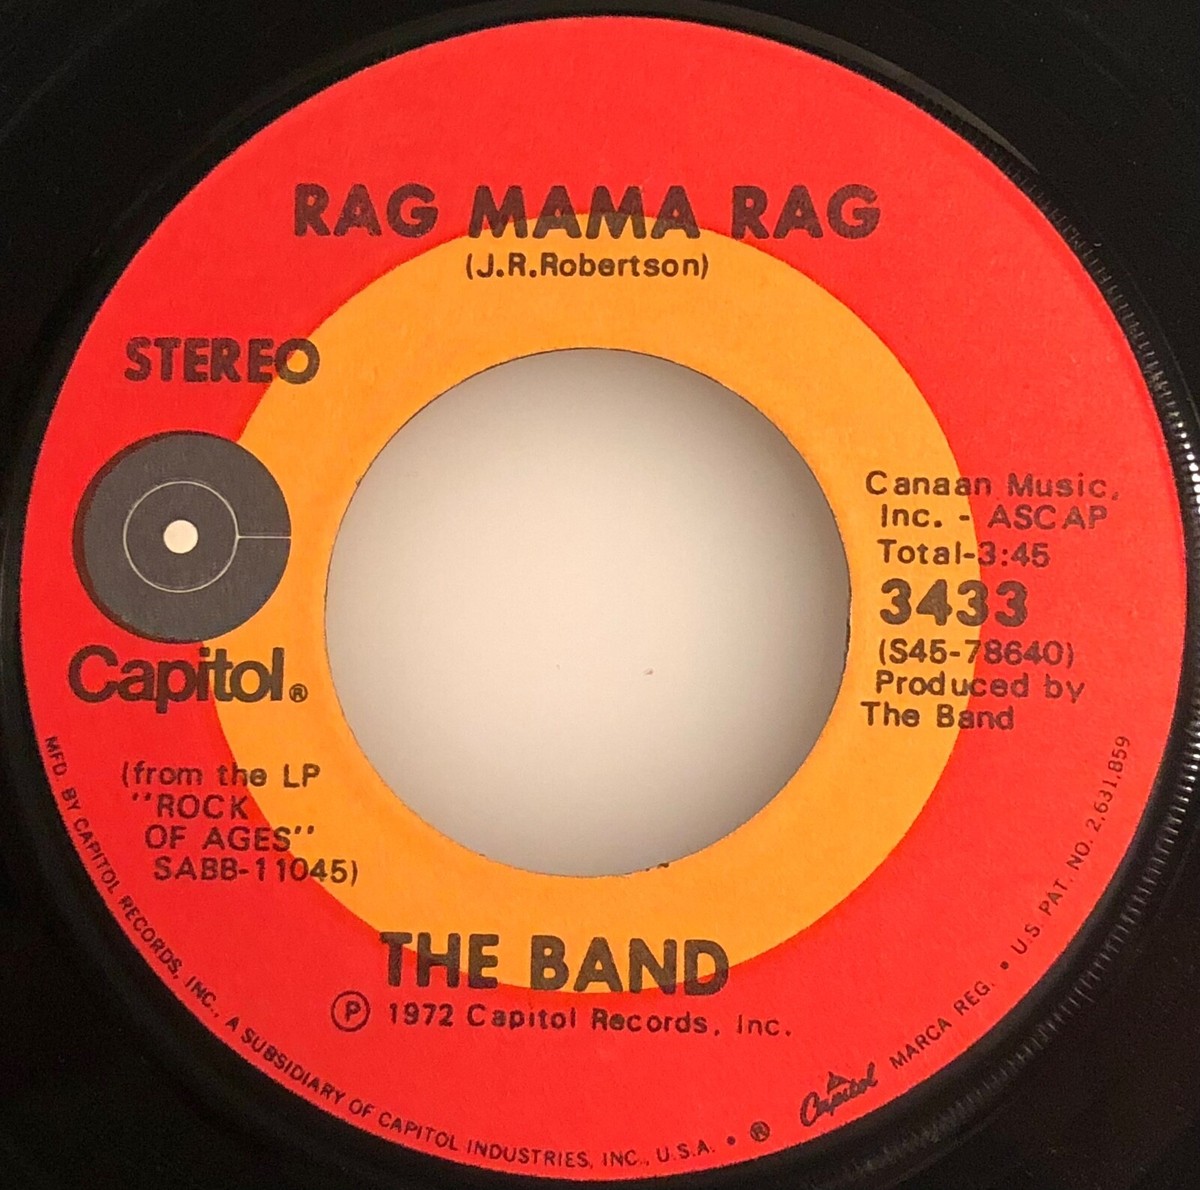 RAG MAMA RAG
(J.R.Robertson)
STEREO
Capitol®
Canaan Music,
Inc. - ASCAP
Total-3:45
3433
(S45-78640)
Produced by
The Band
(from the LP
"ROCK
OF AGES"
SABB-11045)
THE BAND
Ⓟ 1972 Capitol Records, Inc.
MFD. BY CAPITOL RECORDS, INC., A SUBSIDIARY OF CAPITOL INDUSTRIES, INC., U.S.A. • ® Capitol MARCA REG. • U.S. PAT. NO. 2,631,859